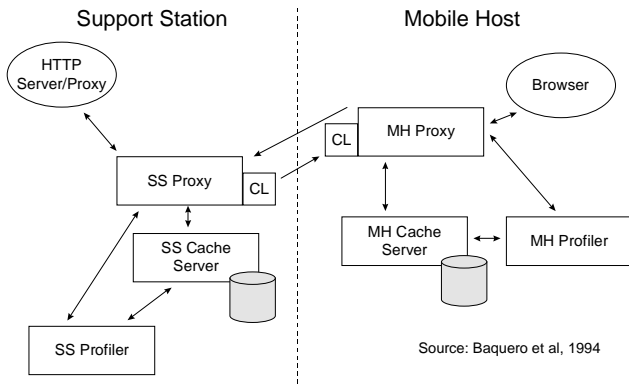 Support Station
Mobile Host
HTTP
Server/Proxy
Browser
CL
MH Proxy
SS Proxy
CL
SS Cache
Server
MH Cache
Server
MH Profiler
SS Profiler
Source: Baquero et al, 1994